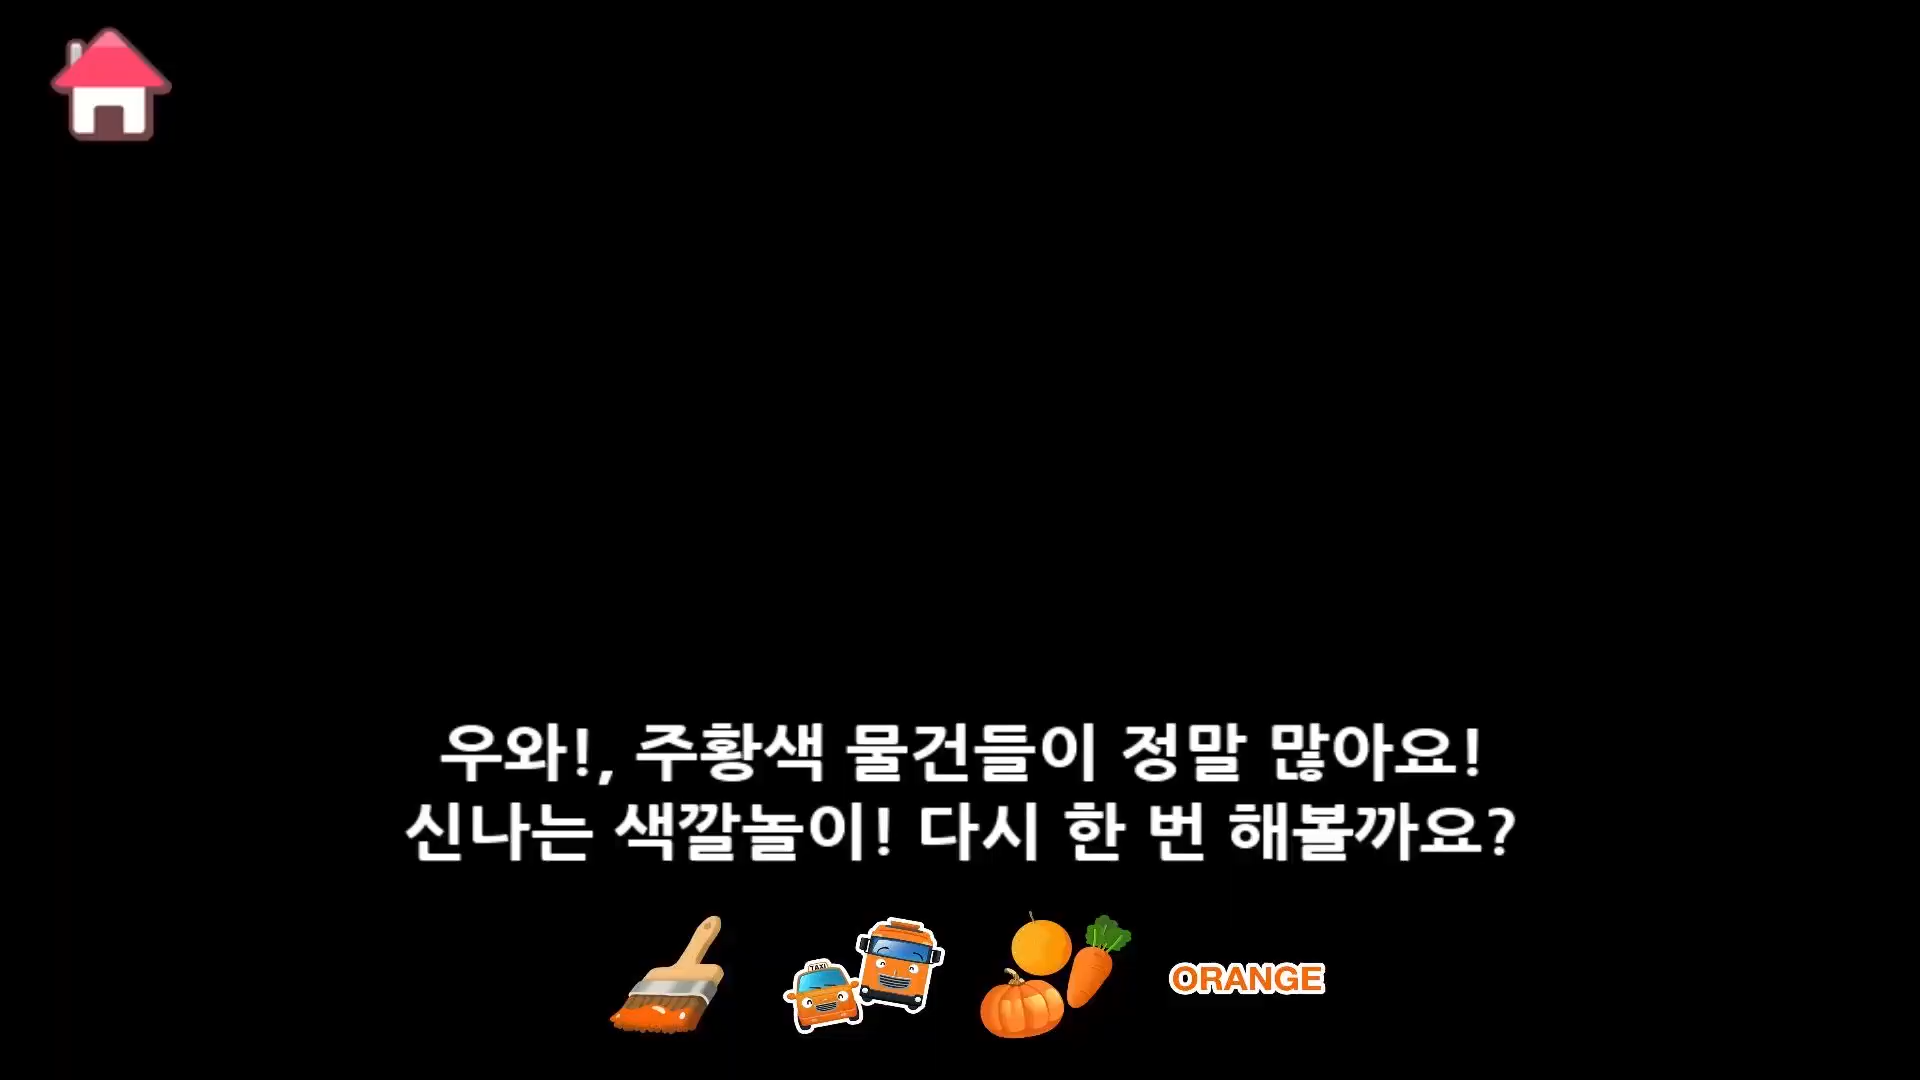 우와!, 주황색 물건들이 정말 많아요!
신나는 색깔놀이! 다시 한 번 해볼까요?
TAXI
ORANGE